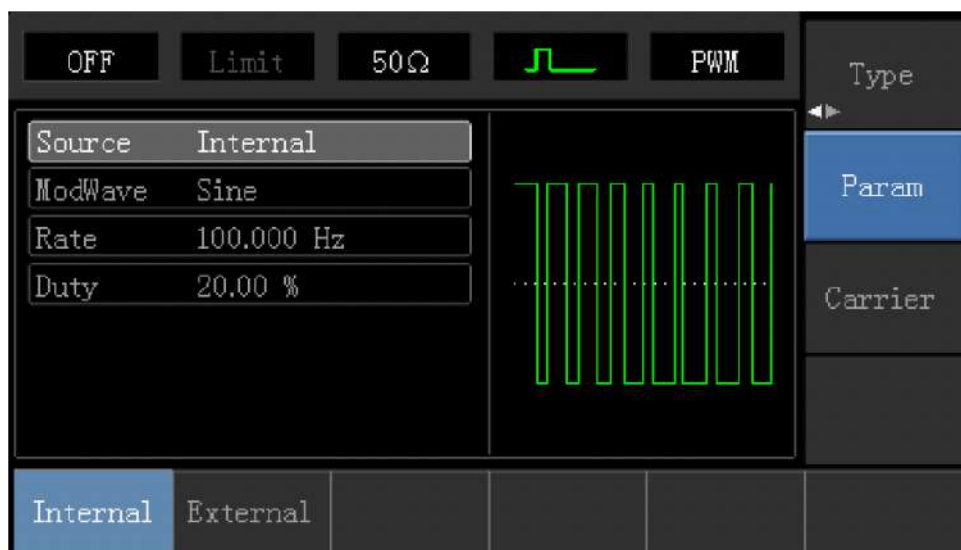 OFF Limit 50Ω PWM
Type
Source Internal
ModWave Sine
Rate 100.000 Hz
Duty 20.00 %
Param
Carrier
Internal External